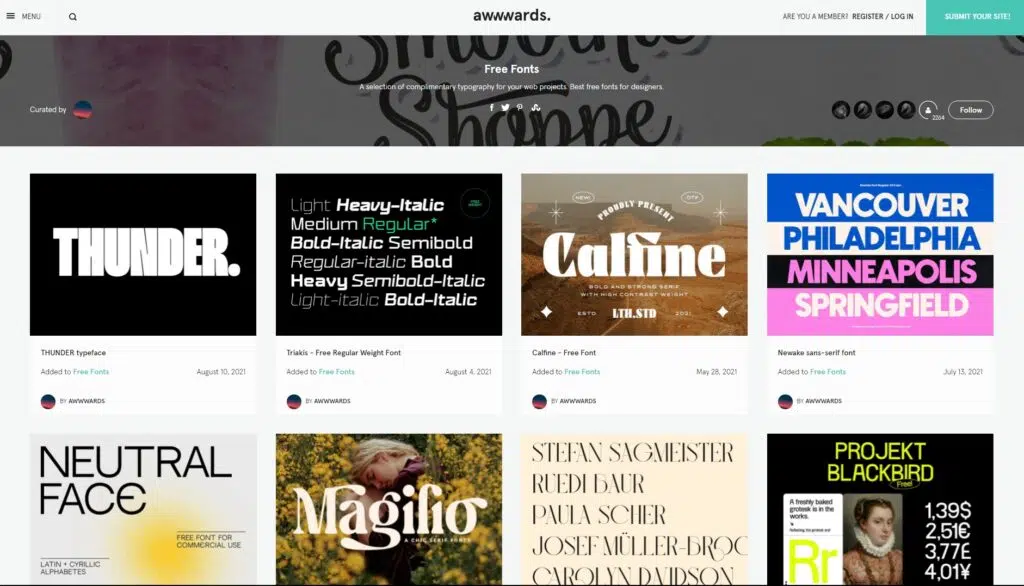 MENU
awwwards.
ARE YOU A MEMBER? REGISTER / LOG IN
SUBMIT YOUR SITE!
Smoothie
Shoppe
Free Fonts
A selection of complimentary typography for your web projects. Best free fonts for designers.
Curated by
2264
Follow
THUNDER.
THUNDER typeface
Added to Free Fonts
August 10, 2021
BY AWWWARDS
Light Heavy-Italic
Medium Regular*
Bold-Italic Semibold
Regular-italic Bold
Heavy Semibold-Italic
Light-italic Bold-Italic
Triakis - Free Regular Weight Font
Added to Free Fonts
August 4, 2021
BY AWWWARDS
NEW!
OTF
PROUDLY PRESENT
Calfine
BOLD AND STRONG SERIF
WITH HIGH CONTRAST WEIGHT
ESTD
LTH.STD
2021
Calfine - Free Font
Added to Free Fonts
May 28, 2021
BY AWWWARDS
VANCOUVER
PHILADELPHIA
MINNEAPOLIS
SPRINGFIELD
Newake sans-serif font
Added to Free Fonts
July 13, 2021
BY AWWWARDS
NEUTRAL
FACE
FREE FONT FOR
COMMERCIAL USE
LATIN + CYRILLIC
ALPHABETES
Magilio
A CHIC SERIF FONTS
STEFAN SAGMEISTER
RUEDI BAUR
PAULA SCHER
JOSEF MÜLLER-BROC
CAROLYN DAVIDSON
PROJEKT
BLACKBIRD
Free!
A freshly baked
grotesk is in the
works.
Rr
1,39$
2,51€
3,77£
4,01¥